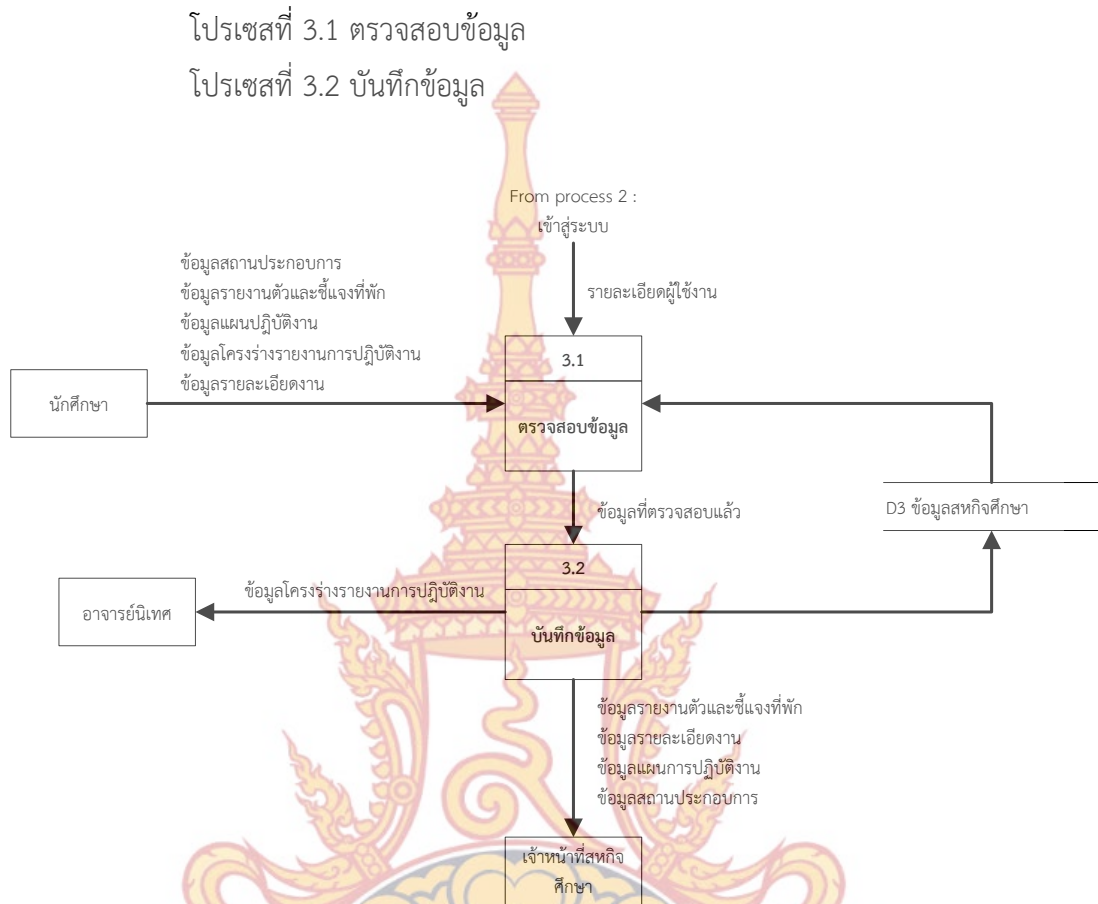 โปรเซสที่ 3.1 ตรวจสอบข้อมูล
โปรเซสที่ 3.2 บันทึกข้อมูล
From process 2 :
เข้าสู่ระบบ
ข้อมูลสถานประกอบการ
ข้อมูลรายงานตัวและชี้แจงที่พัก
ข้อมูลแผนปฎิบัติงาน
ข้อมูลโครงร่างรายงานการปฎิบัติงาน
ข้อมูลรายละเอียดงาน
รายละเอียดผู้ใช้งาน
3.1
นักศึกษา
ตรวจสอบข้อมูล
ข้อมูลที่ตรวจสอบแล้ว
D3 ข้อมูลสหกิจศึกษา
3.2
ข้อมูลโครงร่างรายงานการปฎิบัติงาน
อาจารย์นิเทศ
บันทึกข้อมูล
ข้อมูลรายงานตัวและชี้แจงที่พัก
ข้อมูลรายละเอียดงาน
ข้อมูลแผนการปฏิบัติงาน
ข้อมูลสถานประกอบการ
เจ้าหน้าที่สหกิจ
ศึกษา